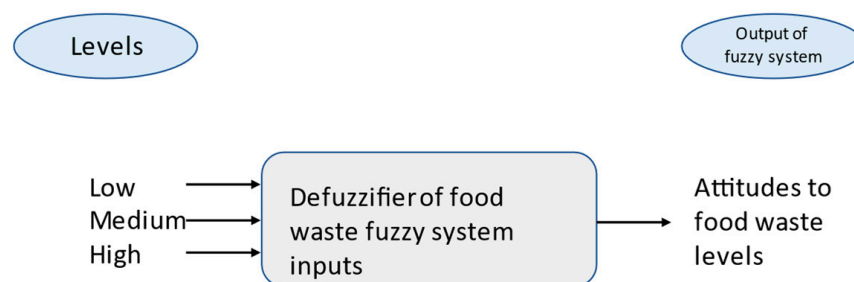 Levels
Output of
fuzzy system
Low
Medium
High
Defuzzifier of food
waste fuzzy system
inputs
Attitudes to
food waste
levels